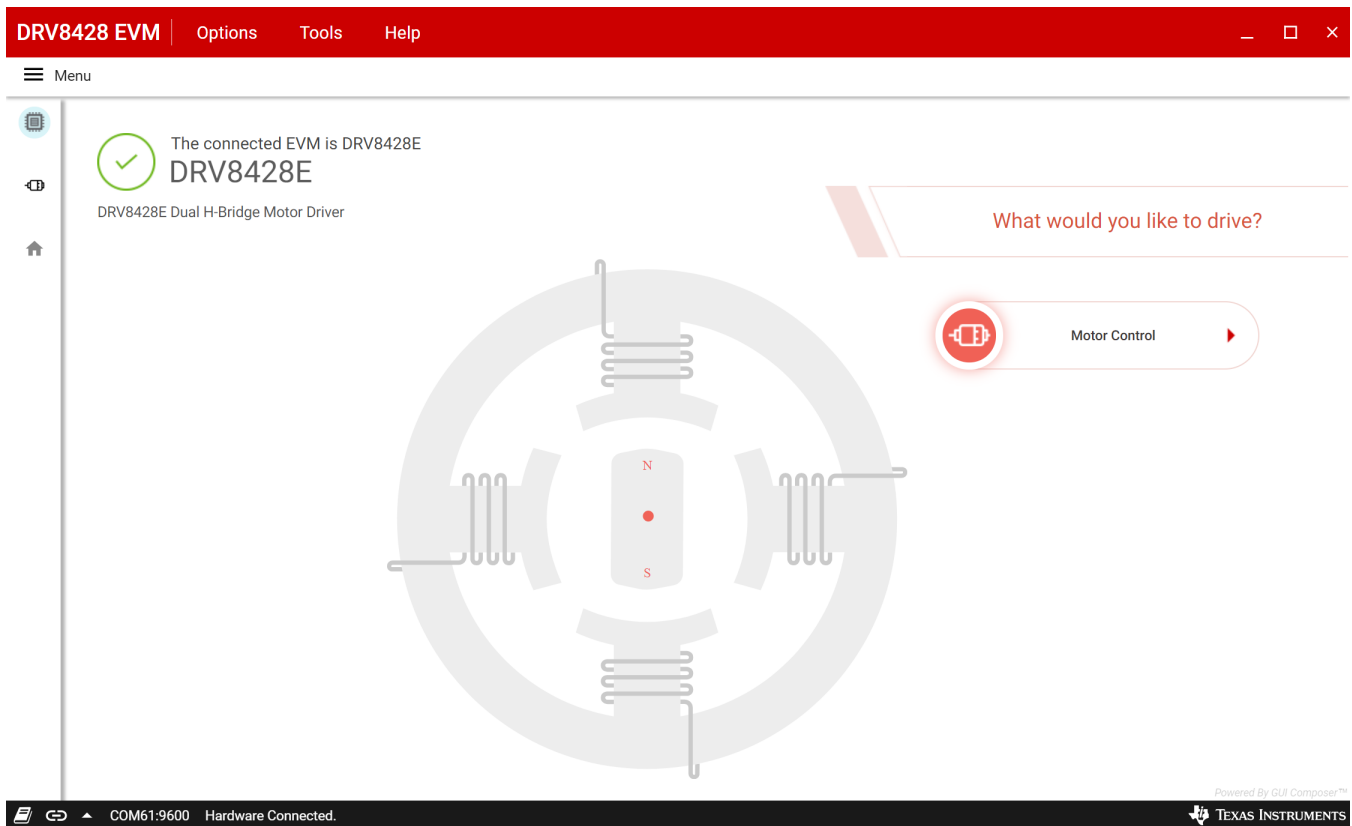 DRV8428 EVM Options Tools Help
Menu
The connected EVM is DRV8428E
DRV8428E
DRV8428E Dual H-Bridge Motor Driver
What would you like to drive?
Motor Control
N
S
Powered By GUI Composer™
COM61:9600 Hardware Connected.
TEXAS INSTRUMENTS